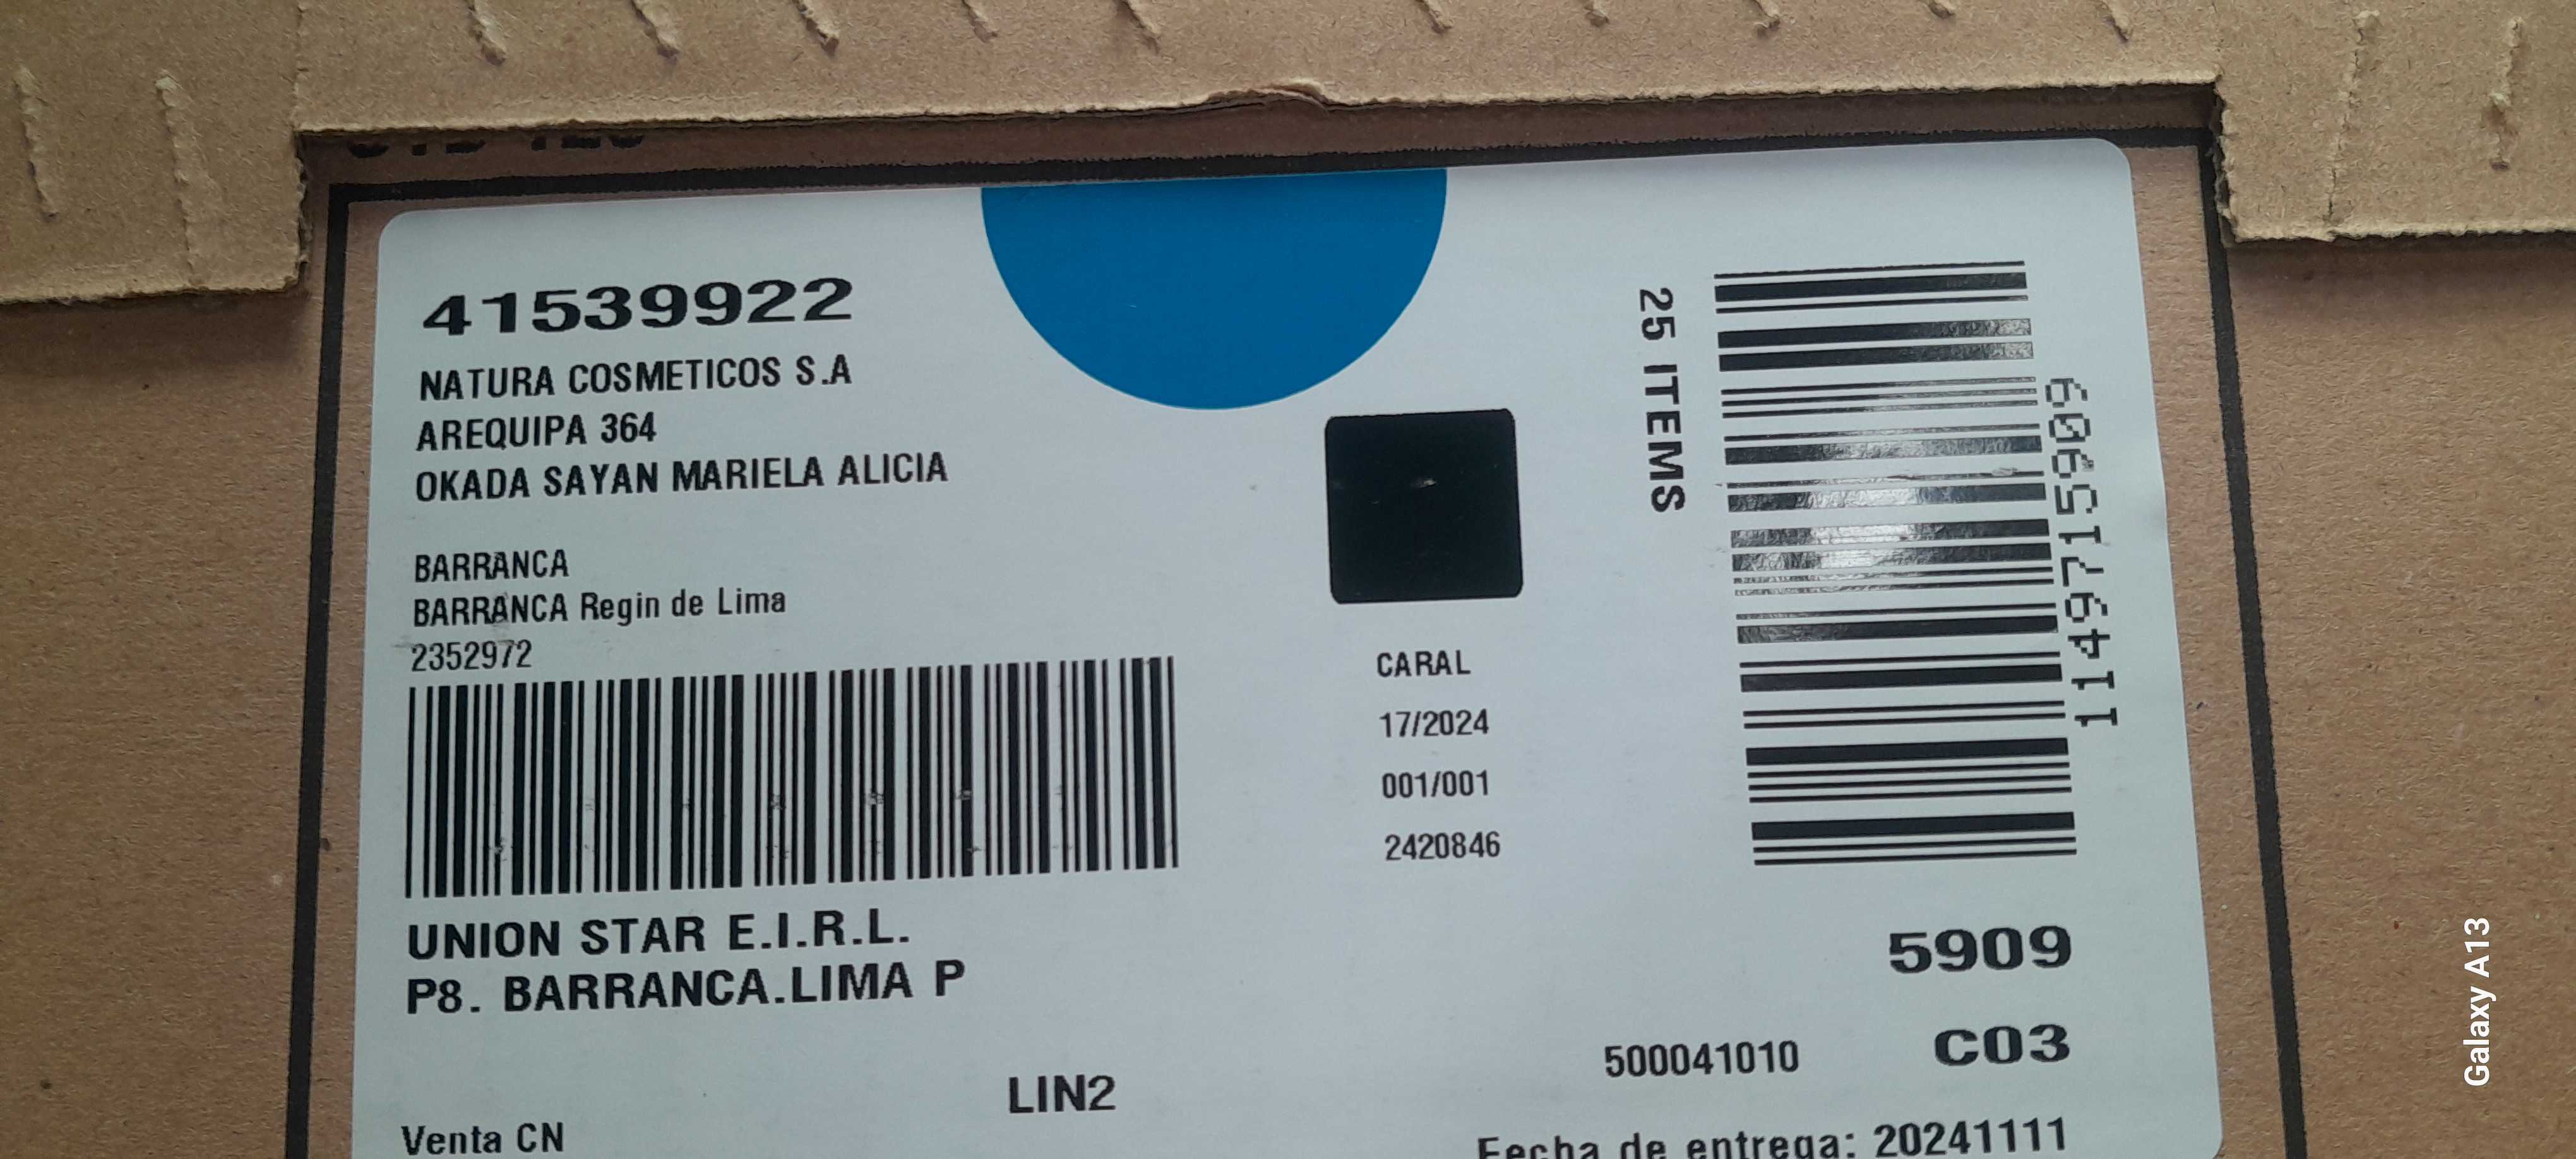 41539922
NATURA COSMETICOS S.A
AREQUIPA 364
OKADA SAYAN MARIELA ALICIA
BARRANCA
BARRANCA Regin de Lima
2352972
UNION STAR E.I.R.L.
P8. BARRANCA.LIMA P
LIN2
Venta CN
CARAL
17/2024
001/001
2420846
25 ITEMS
5909
500041010 C03
Fecha de entrega: 20241111
Galaxy A13